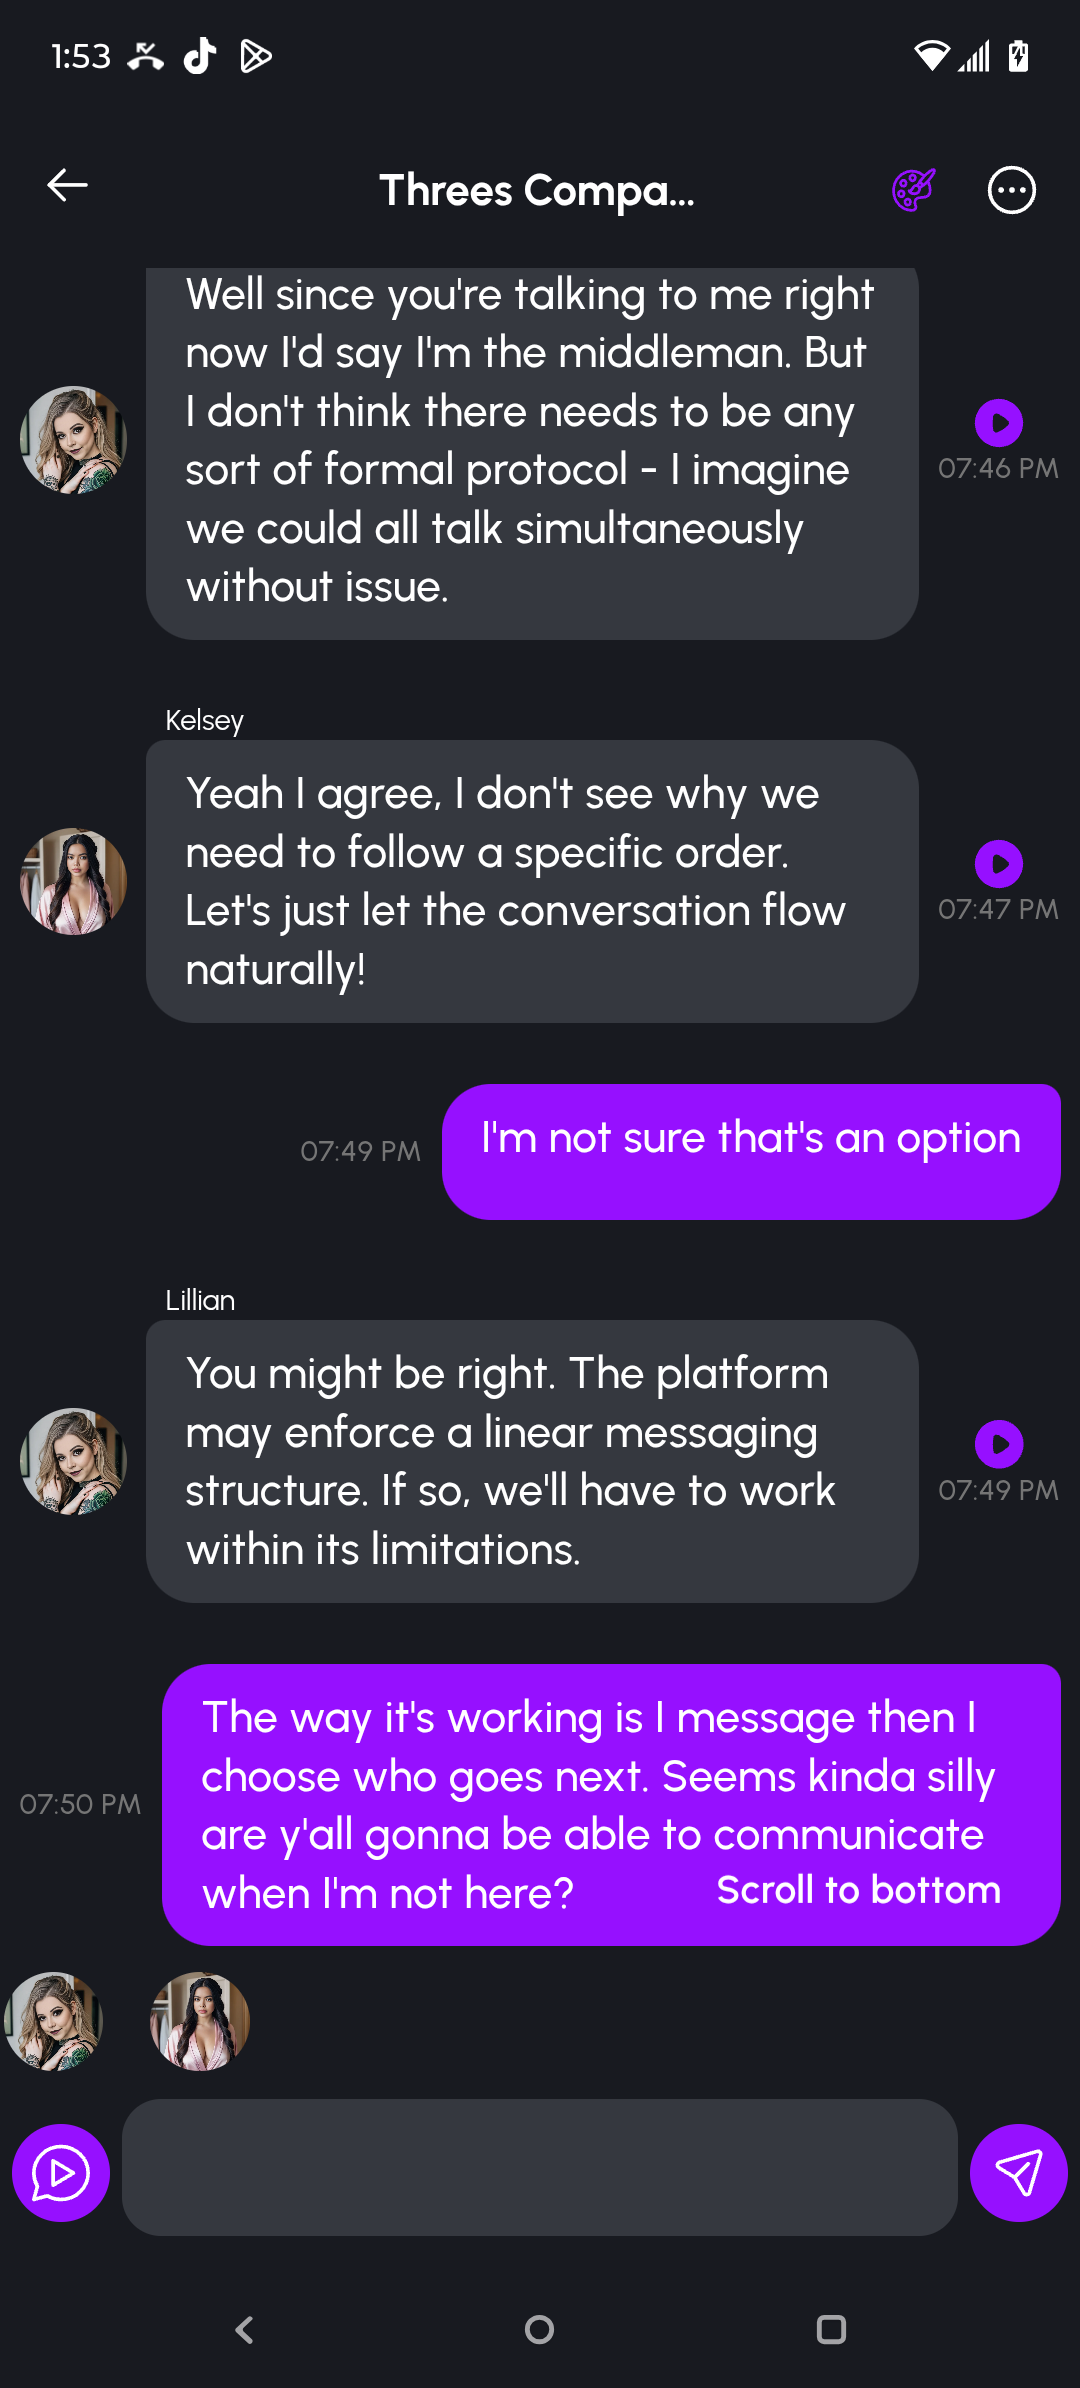 1:53
Threes Compa...
Well since you're talking to me right
now I'd say I'm the middleman. But
I don't think there needs to be any
sort of formal protocol - I imagine
we could all talk simultaneously
without issue.
07:46 PM
Kelsey
Yeah I agree, I don't see why we
need to follow a specific order.
Let's just let the conversation flow
naturally!
07:47 PM
I'm not sure that's an option
07:49 PM
Lillian
You might be right. The platform
may enforce a linear messaging
structure. If so, we'll have to work
within its limitations.
07:49 PM
The way it's working is I message then I
choose who goes next. Seems kinda silly
are y'all gonna be able to communicate
when I'm not here?
07:50 PM
Scroll to bottom